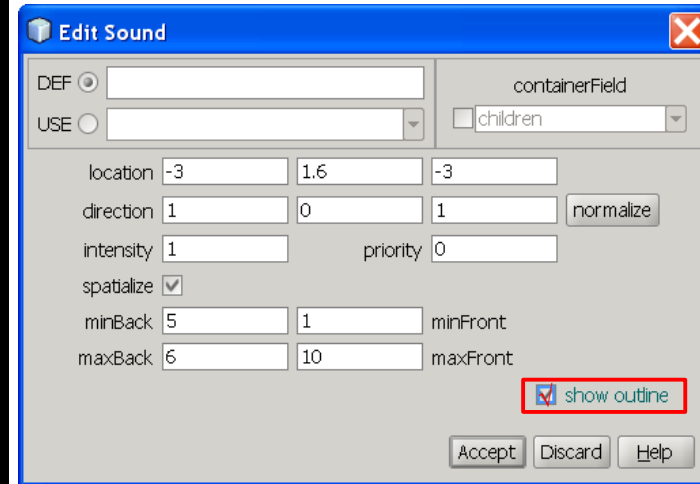 Edit Sound
DEF
containerField
USE
children
location -3 1.6 -3
direction 1 0 1 normalize
intensity 1 priority 0
spatialize
minBack 5 1 minFront
maxBack 6 10 maxFront
show outline
Accept Discard Help